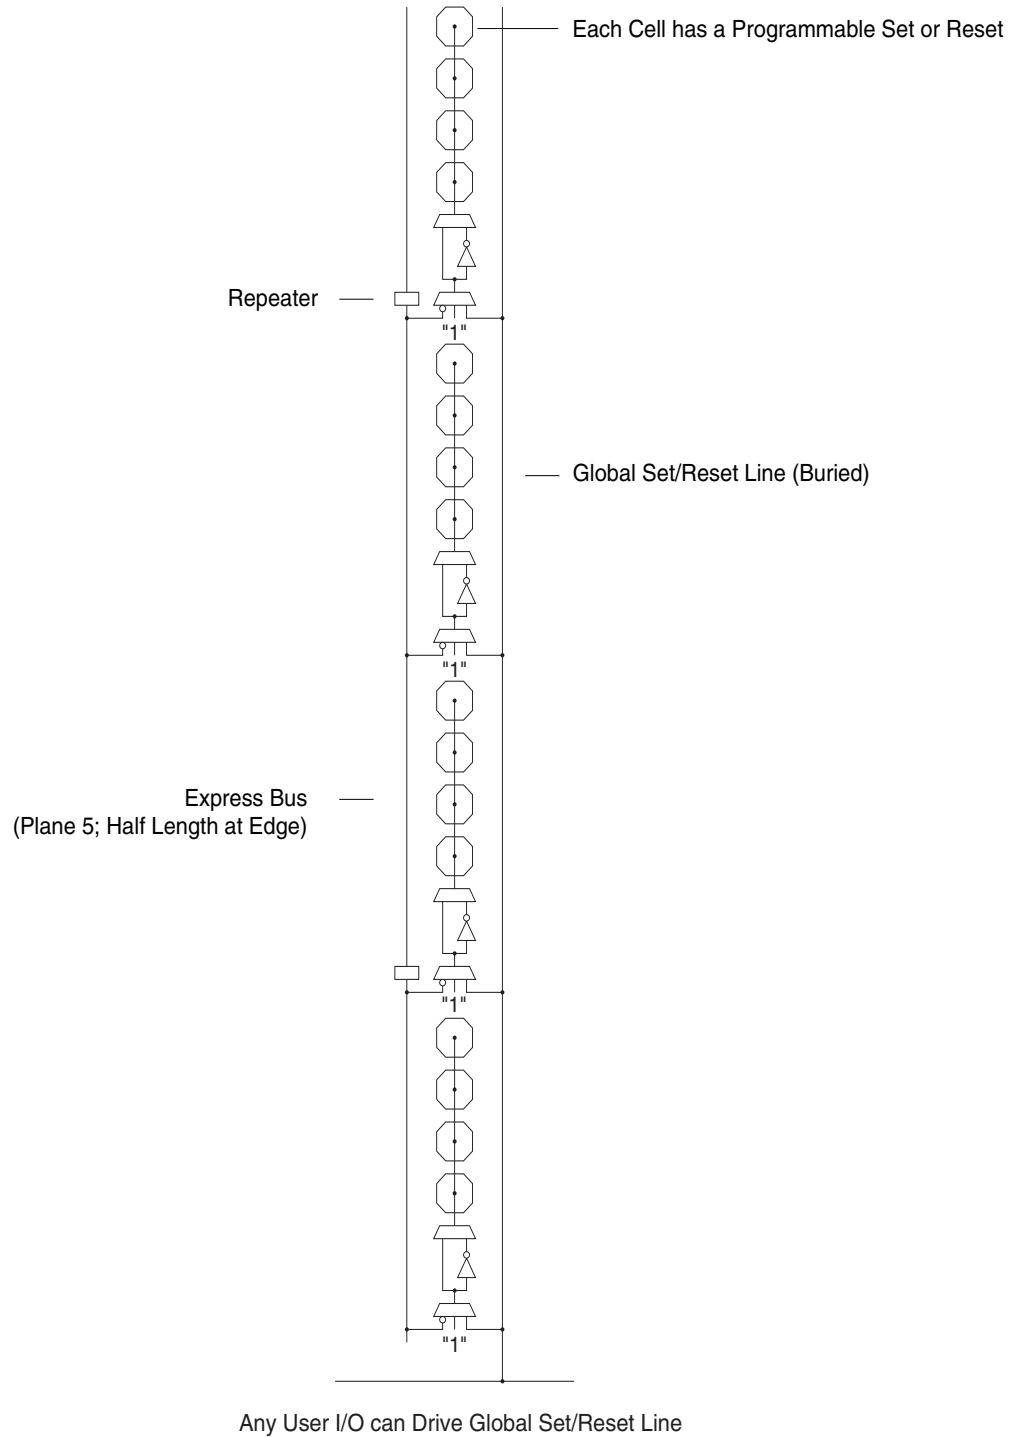 Each Cell has a Programmable Set or Reset
Repeater
"1"
Global Set/Reset Line (Buried)
"1"
Express Bus
(Plane 5; Half Length at Edge)
"1"
"1"
Any User I/O can Drive Global Set/Reset Line